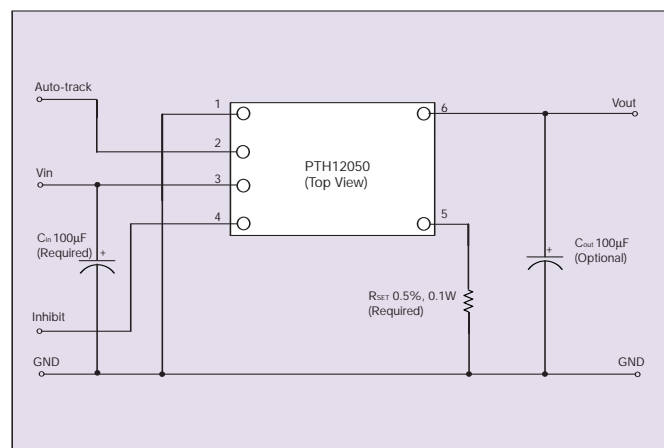 Auto-track
1
6
Vout
2
PTH12050
(Top View)
Vin
3
4
5
Cin 100µF
(Required)
+
Cout 100µF
(Optional)
+
RSET 0.5%, 0.1W
(Required)
Inhibit
GND
GND